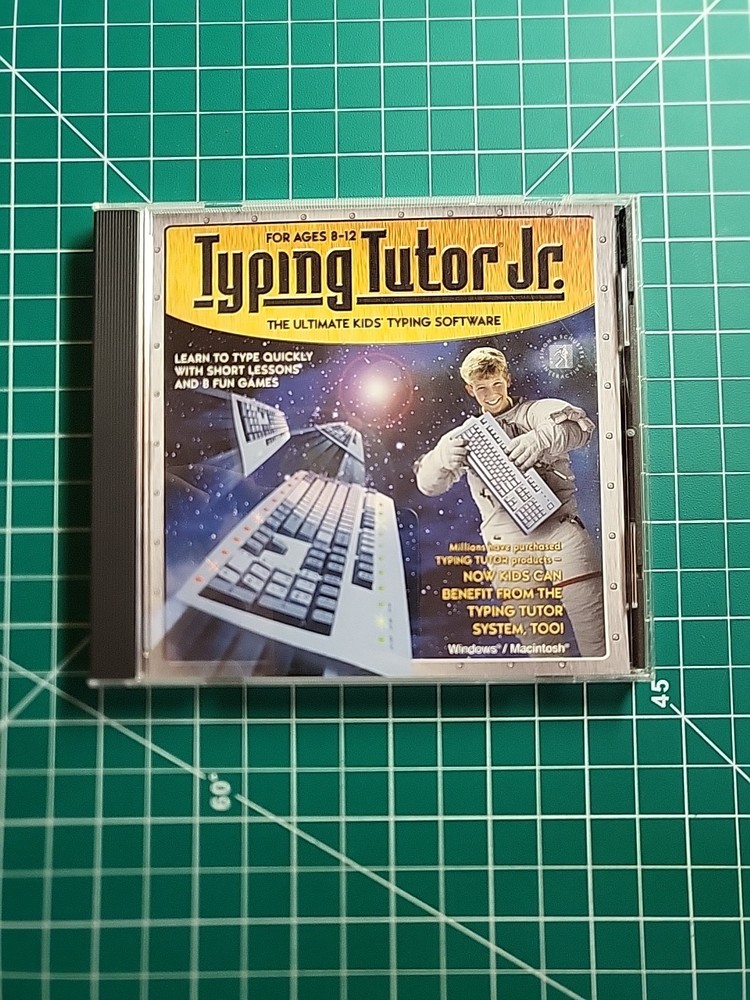 FOR AGES 8-12
Typing Tutor Jr.
THE ULTIMATE KIDS' TYPING SOFTWARE
LEARN TO TYPE QUICKLY
WITH SHORT LESSONS
AND 8 FUN GAMES
Millions have purchased
TYPING TUTOR products –
NOW KIDS CAN
BENEFIT FROM THE
TYPING TUTOR
SYSTEM, TOO!
Windows® / Macintosh®
45
60°